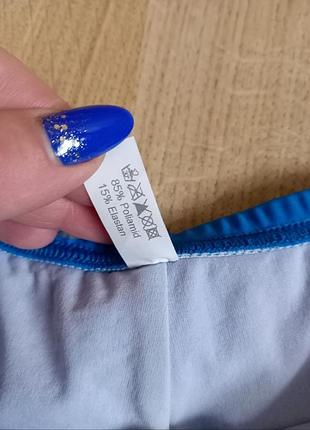 85% Poliamid
15% Elastan